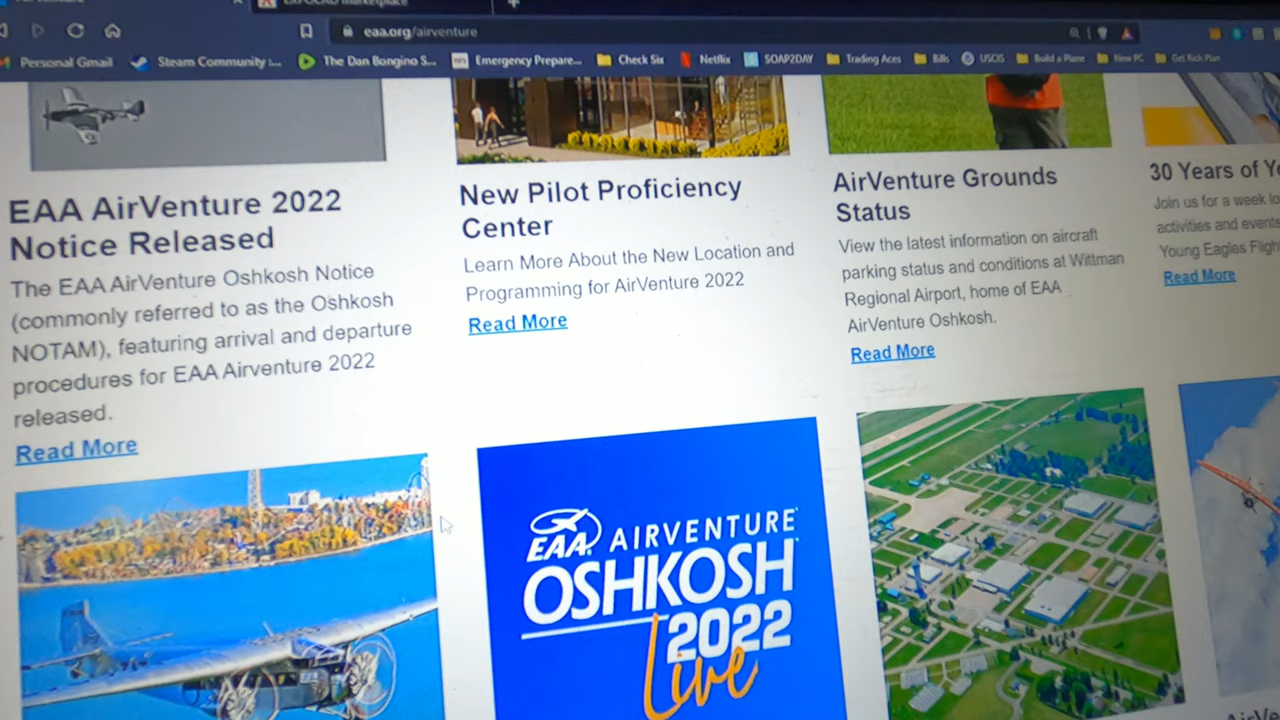 eaa.org/airventure
Personal Gmail Steam Community :... The Dan Bongino S... Emergency Prepare... Check Six Netflix SOAP2DAY Trading Aces Bills USCIS Build a Plane New PC Get Rich Plan
EAA AirVenture 2022
Notice Released
The EAA AirVenture Oshkosh Notice
(commonly referred to as the Oshkosh
NOTAM), featuring arrival and departure
procedures for EAA Airventure 2022
released.
Read More
New Pilot Proficiency
Center
Learn More About the New Location and
Programming for AirVenture 2022
Read More
AirVenture Grounds
Status
View the latest information on aircraft
parking status and conditions at Wittman
Regional Airport, home of EAA
AirVenture Oshkosh.
Read More
30 Years of
Join us for a week
activities and
Young Eagles
Read More
EAA AIRVENTURE
OSHKOSH
2022
Live